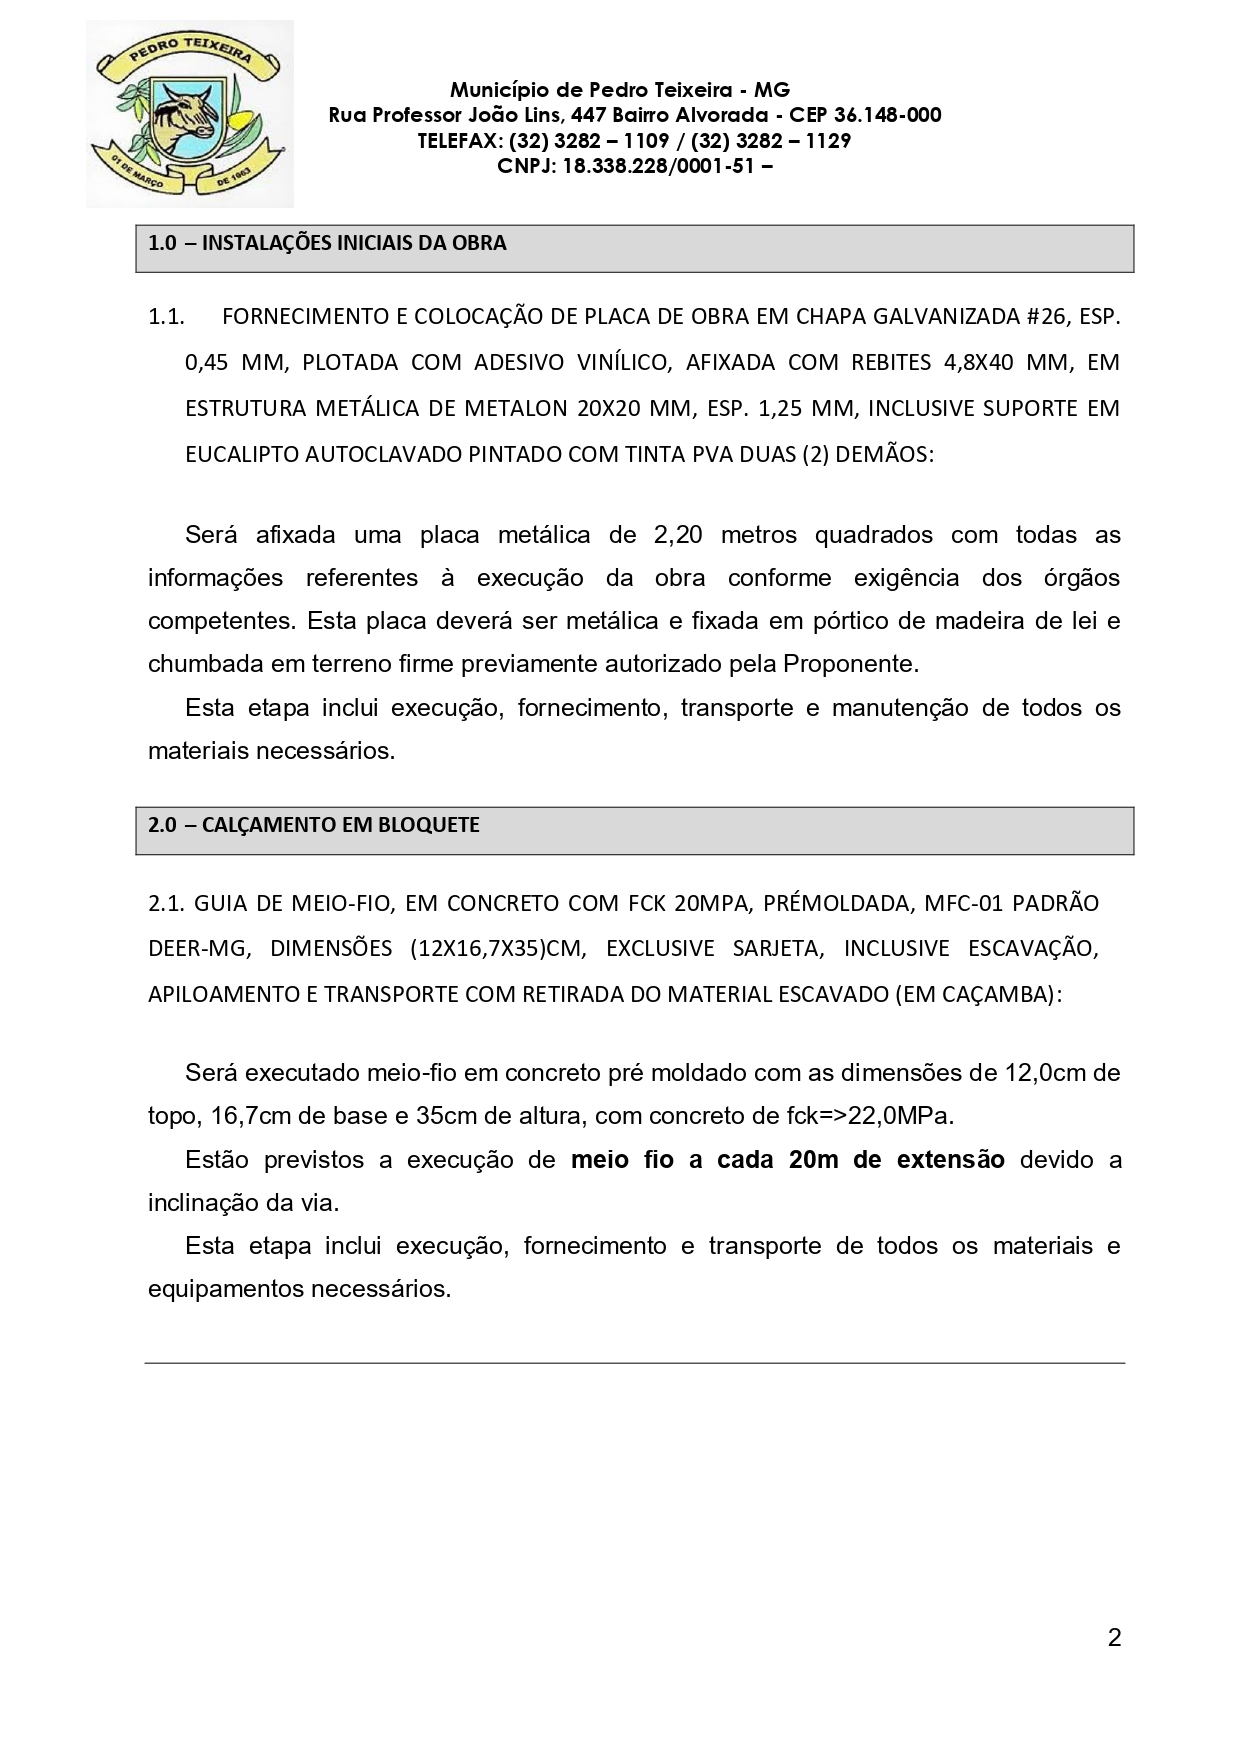 PEDRO TEIXEIRA
01 DE MARÇO
DE 1963
Município de Pedro Teixeira - MG
Rua Professor João Lins, 447 Bairro Alvorada - CEP 36.148-000
TELEFAX: (32) 3282 – 1109 / (32) 3282 – 1129
CNPJ: 18.338.228/0001-51 –
1.0 – INSTALAÇÕES INICIAIS DA OBRA
1.1. FORNECIMENTO E COLOCAÇÃO DE PLACA DE OBRA EM CHAPA GALVANIZADA #26, ESP.
0,45 MM, PLOTADA COM ADESIVO VINÍLICO, AFIXADA COM REBITES 4,8X40 MM, EM
ESTRUTURA METÁLICA DE METALON 20X20 MM, ESP. 1,25 MM, INCLUSIVE SUPORTE EM
EUCALIPTO AUTOCLAVADO PINTADO COM TINTA PVA DUAS (2) DEMÃOS:
Será afixada uma placa metálica de 2,20 metros quadrados com todas as
informações referentes à execução da obra conforme exigência dos órgãos
competentes. Esta placa deverá ser metálica e fixada em pórtico de madeira de lei e
chumbada em terreno firme previamente autorizado pela Proponente.
Esta etapa inclui execução, fornecimento, transporte e manutenção de todos os
materiais necessários.
2.0 – CALÇAMENTO EM BLOQUETE
2.1. GUIA DE MEIO-FIO, EM CONCRETO COM FCK 20MPA, PRÉMOLDADA, MFC-01 PADRÃO
DEER-MG, DIMENSÕES (12X16,7X35)CM, EXCLUSIVE SARJETA, INCLUSIVE ESCAVAÇÃO,
APILOAMENTO E TRANSPORTE COM RETIRADA DO MATERIAL ESCAVADO (EM CAÇAMBA):
Será executado meio-fio em concreto pré moldado com as dimensões de 12,0cm de
topo, 16,7cm de base e 35cm de altura, com concreto de fck=>22,0MPa.
Estão previstos a execução de meio fio a cada 20m de extensão devido a
inclinação da via.
Esta etapa inclui execução, fornecimento e transporte de todos os materiais e
equipamentos necessários.
2